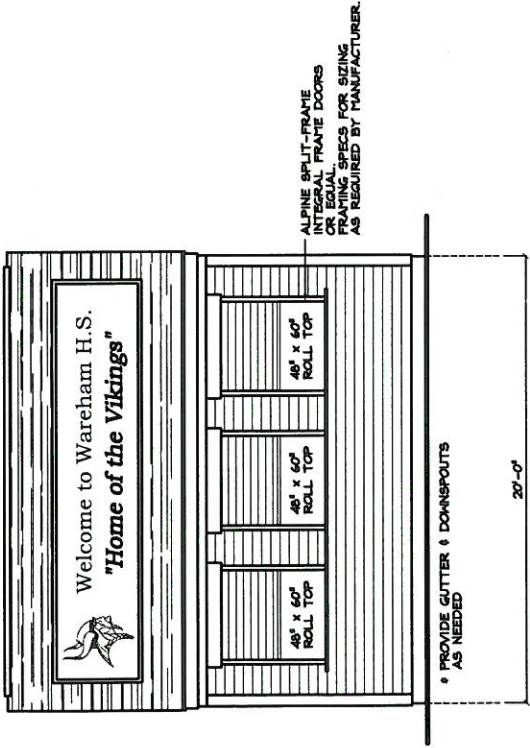 Welcome to Wareham H.S.
"Home of the Vikings"
48" X 60"
ROLL TOP
48" X 60"
ROLL TOP
48" X 60"
ROLL TOP
ALPINE SPLIT-FRAME
INTEGRAL FRAME DOORS
OR EQUAL.
FRAMING SPECS FOR SIZING
AS REQUIRED BY MANUFACTURER.
* PROVIDE GUTTER & DOWNSPOUTS
AS NEEDED
20'-0"